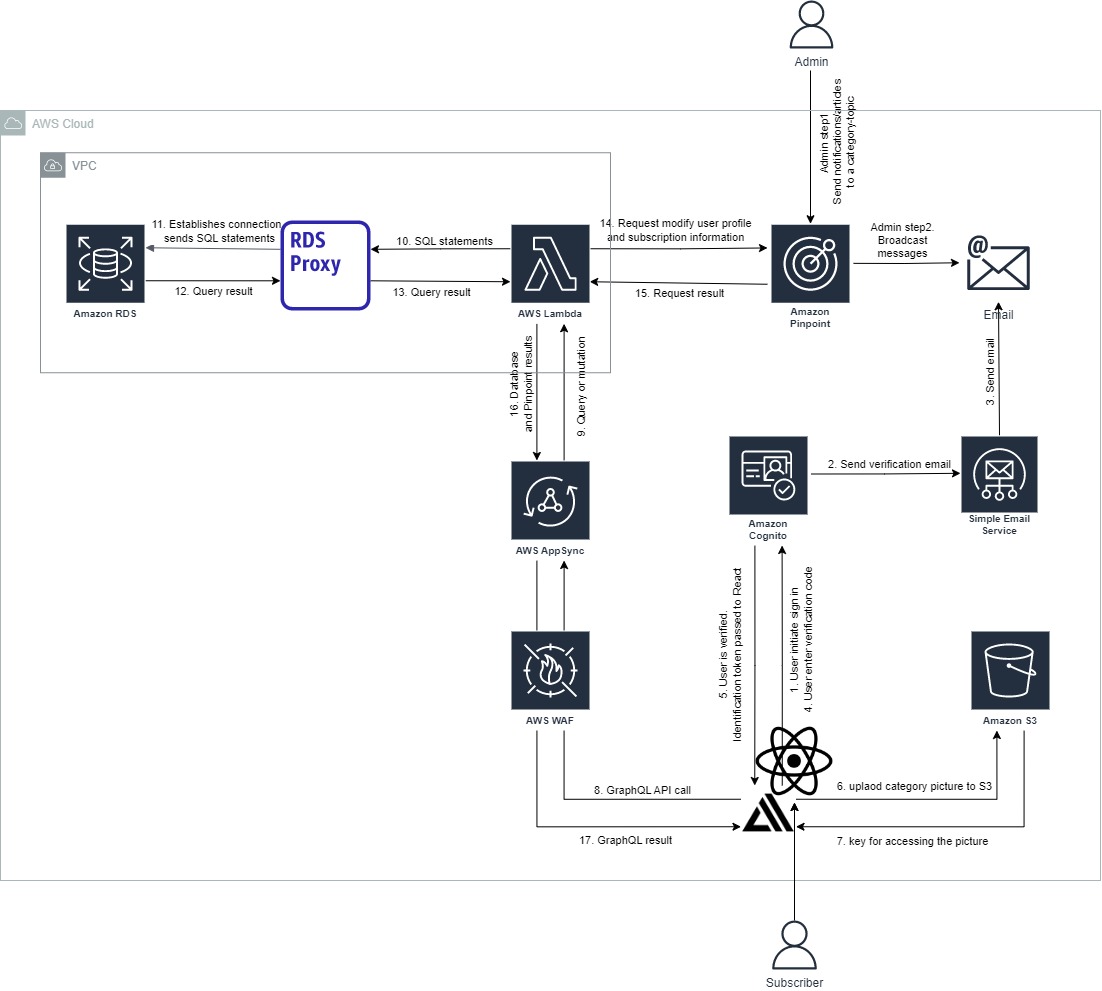 Admin
Admin step1
Send notifications/articles
to a category-topic
AWS Cloud
VPC
11. Establishes connection
sends SQL statements
RDS
Proxy
10. SQL statements
14. Request modify user profile
and subscription information
Admin step2.
Broadcast
messages
12. Query result
13. Query result
15. Request result
Amazon RDS
AWS Lambda
Amazon
Pinpoint
@
Email
16. Database
and Pinpoint results
9. Query or mutation
3. Send email
2. Send verification email
Amazon
Cognito
Simple Email
Service
AWS AppSync
5. User is verified.
Identification token passed to React
1. User initiate sign in
4. User enter verification code
AWS WAF
Amazon S3
8. GraphQL API call
6. uplaod category picture to S3
17. GraphQL result
7. key for accessing the picture
Subscriber